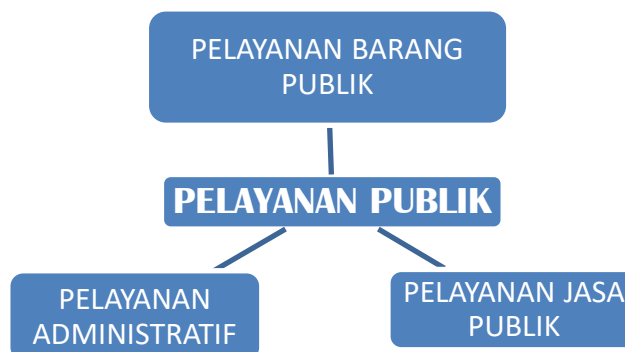 PELAYANAN BARANG
PUBLIK
PELAYANAN PUBLIK
PELAYANAN
ADMINISTRATIF
PELAYANAN JASA
PUBLIK